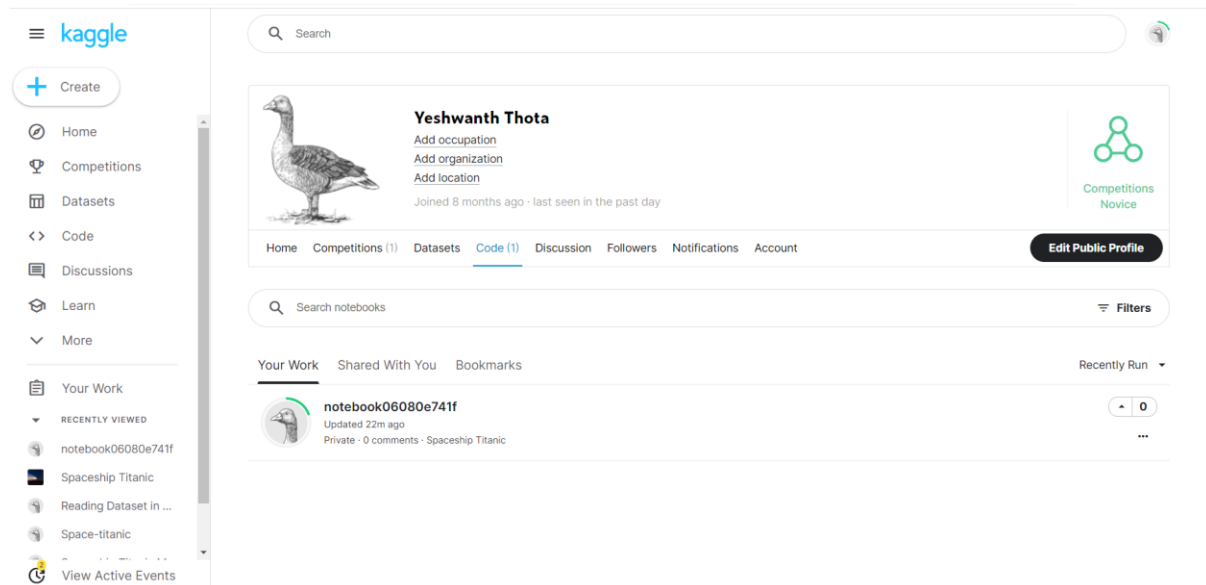 kaggle
Search
Create
Home
Competitions
Datasets
Code
Discussions
Learn
More
Your Work
RECENTLY VIEWED
notebook06080e741f
Spaceship Titanic
Reading Dataset in ...
Space-titanic
2
View Active Events
Yeshwanth Thota
Add occupation
Add organization
Add location
Joined 8 months ago · last seen in the past day
Competitions
Novice
Home Competitions (1) Datasets Code (1) Discussion Followers Notifications Account Edit Public Profile
Search notebooks Filters
Your Work Shared With You Bookmarks Recently Run
notebook06080e741f 0
Updated 22m ago
Private · 0 comments · Spaceship Titanic